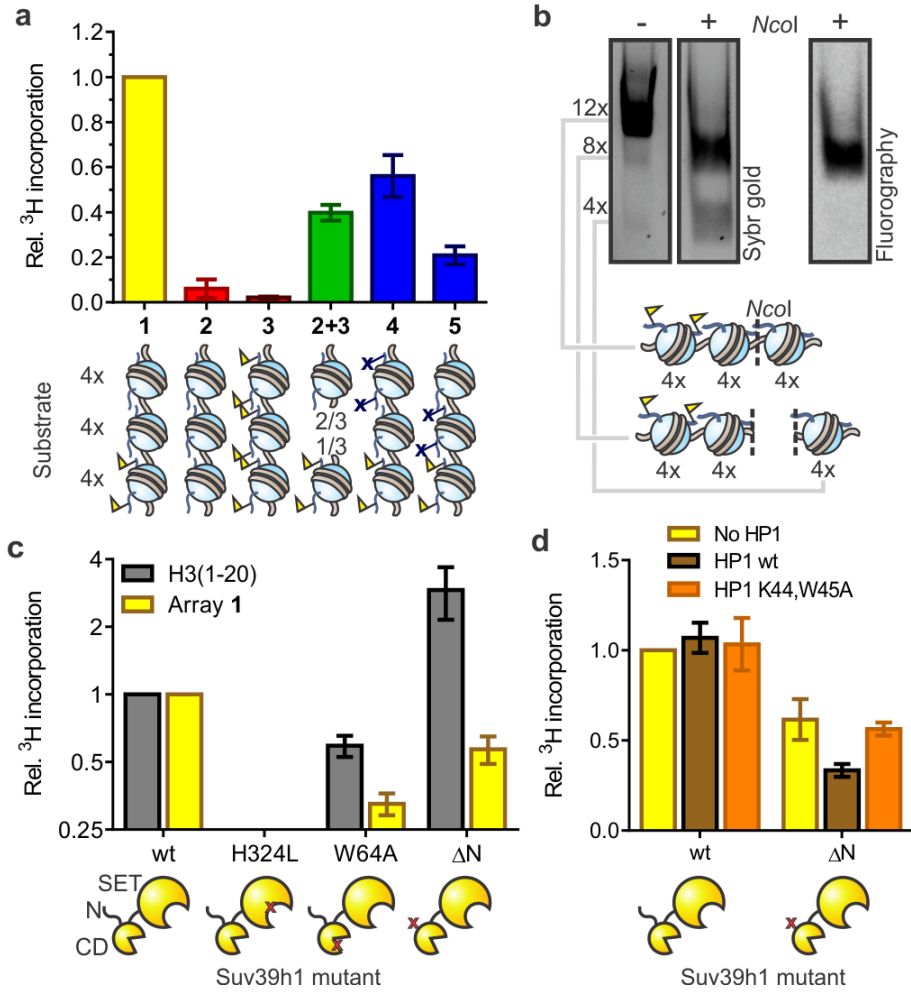 a
Rel. ³H incorporation
1.2
1.0
0.8
0.6
0.4
0.2
0.0
1 2 3 2+3 4 5
Substrate
4x
4x
4x
2/3
1/3
x
x
x
x
b
- + NcoI +
12x
8x
4x
Sybr gold
Fluorography
NcoI
4x 4x 4x
4x 4x 4x
c
Rel. ³H incorporation
4
2
1
0.5
0.25
H3(1-20)
Array 1
wt H324L W64A ΔN
SET
N
CD
x
x
x
Suv39h1 mutant
d
No HP1
HP1 wt
HP1 K44,W45A
Rel. ³H incorporation
1.5
1.0
0.5
0.0
wt ΔN
x
Suv39h1 mutant